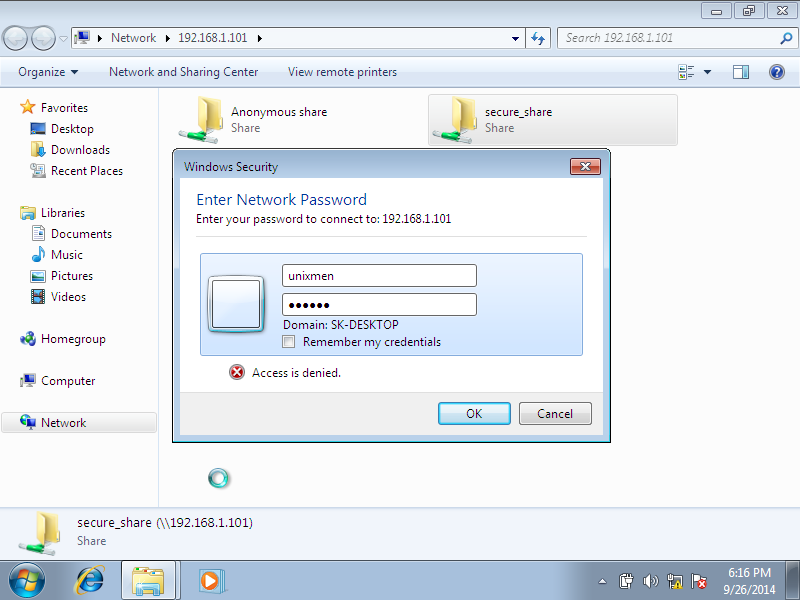 Network 192.168.1.101
Search 192.168.1.101
Organize Network and Sharing Center View remote printers
Favorites
Desktop
Downloads
Recent Places
Libraries
Documents
Music
Pictures
Videos
Homegroup
Computer
Network
Anonymous share
Share
secure_share
Share
Windows Security
Enter Network Password
Enter your password to connect to: 192.168.1.101
unixmen
●●●●●●
Domain: SK-DESKTOP
Remember my credentials
Access is denied.
OK Cancel
secure_share (\\192.168.1.101)
Share
6:16 PM
9/26/2014